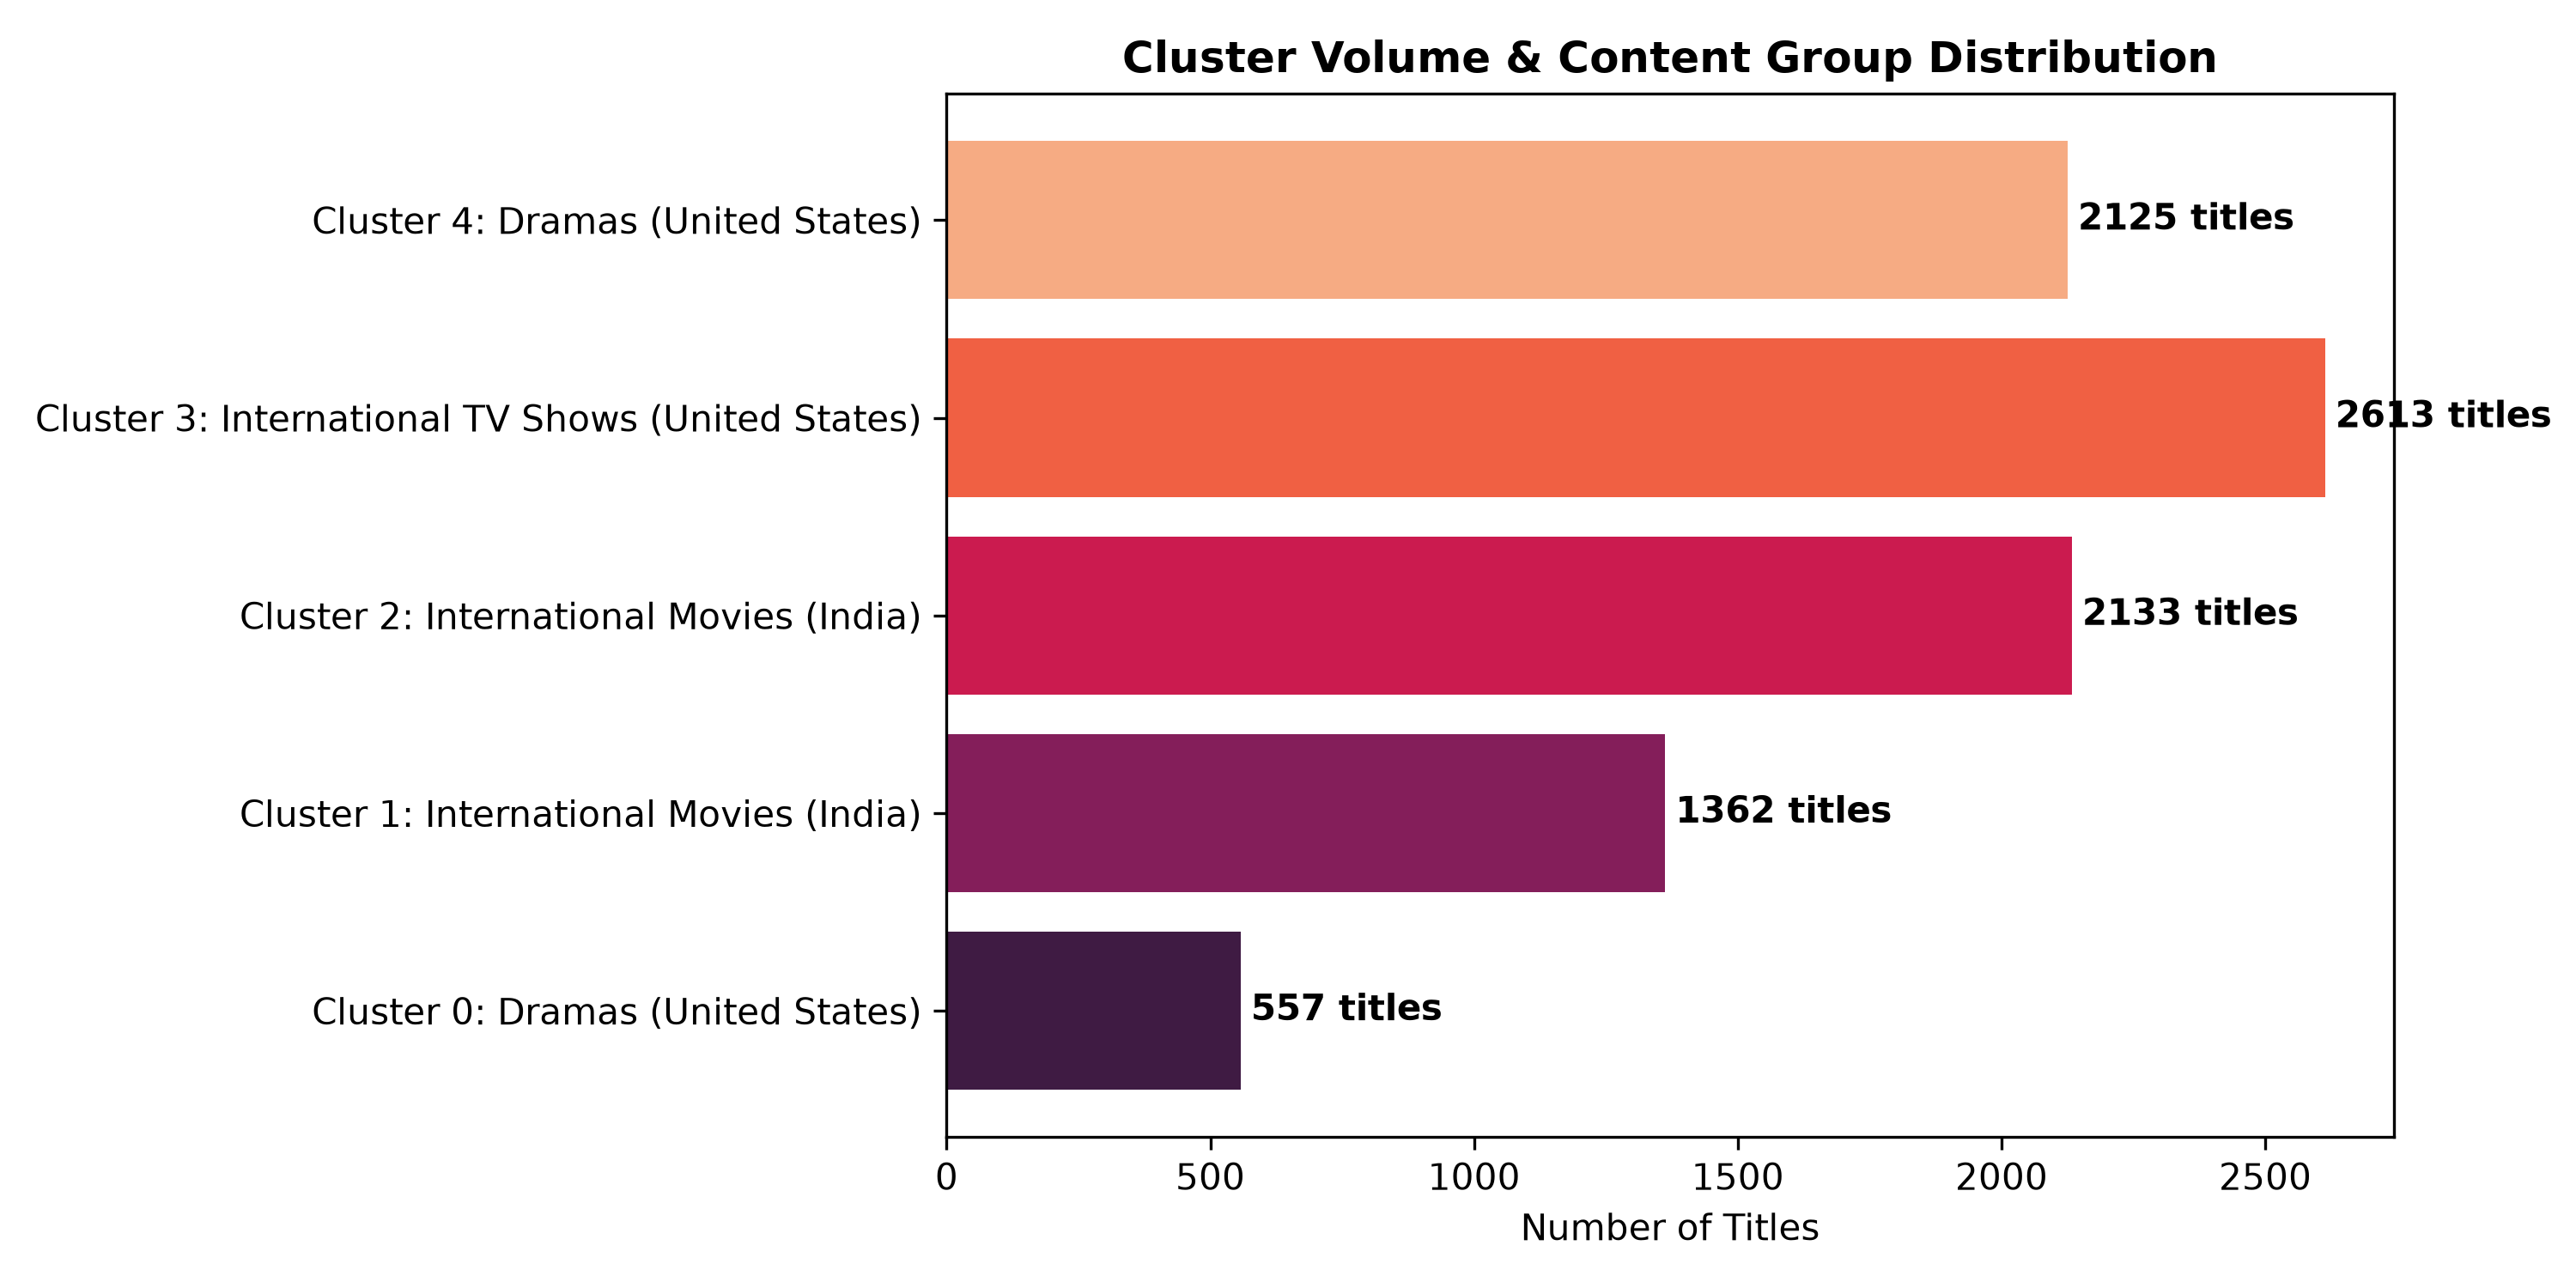 Cluster Volume & Content Group Distribution
Cluster 4: Dramas (United States)
2125 titles
Cluster 3: International TV Shows (United States)
2613 titles
Cluster 2: International Movies (India)
2133 titles
Cluster 1: International Movies (India)
1362 titles
Cluster 0: Dramas (United States)
557 titles
0 500 1000 1500 2000 2500
Number of Titles